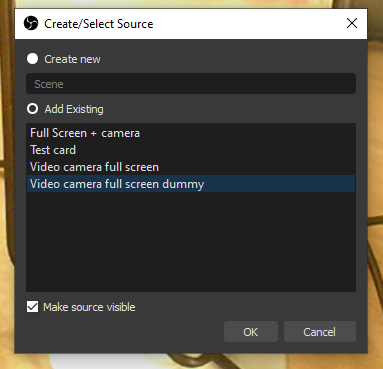 Create/Select Source
Create new
Scene
Add Existing
Full Screen + camera
Test card
Video camera full screen
Video camera full screen dummy
Make source visible
OK
Cancel